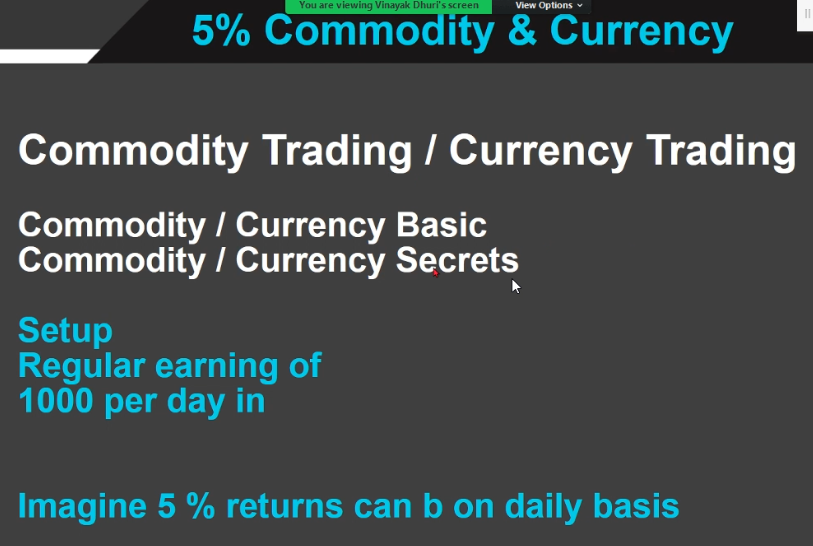 You are viewing Vinayak Dhuri's screen View Options
5% Commodity & Currency
Commodity Trading / Currency Trading
Commodity / Currency Basic
Commodity / Currency Secrets
Setup
Regular earning of
1000 per day in
Imagine 5 % returns can b on daily basis